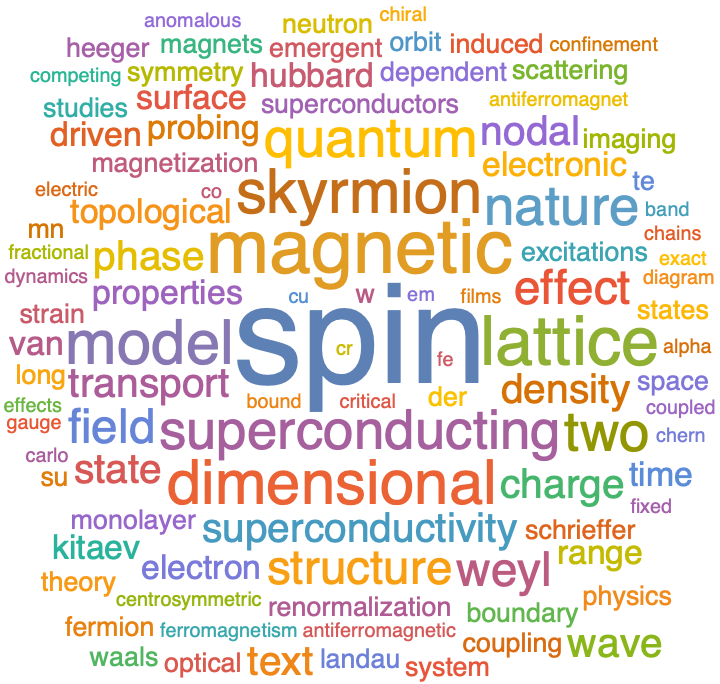 anomalous neutron chiral
heeger magnets emergent orbit induced confinement
competing symmetry hubbard dependent scattering
studies surface superconductors antiferromagnet
driven probing quantum nodal imaging
magnetization electronic
electric co skyrmion nature te
topological band
mn chains
fractional phase magnetic excitations exact
dynamics properties cu w em films effect diagram
strain states
van model spin lattice alpha
cr fe
long transport bound critical der density space
effects coupled
gauge field superconducting two chern
carlo
su state dimensional charge time
fixed
monolayer superconductivity schrieffer
kitaev electron structure weyl range
theory physics
centrosymmetric renormalization boundary
fermion ferromagnetism antiferromagnetic coupling wave
waals optical text landau system